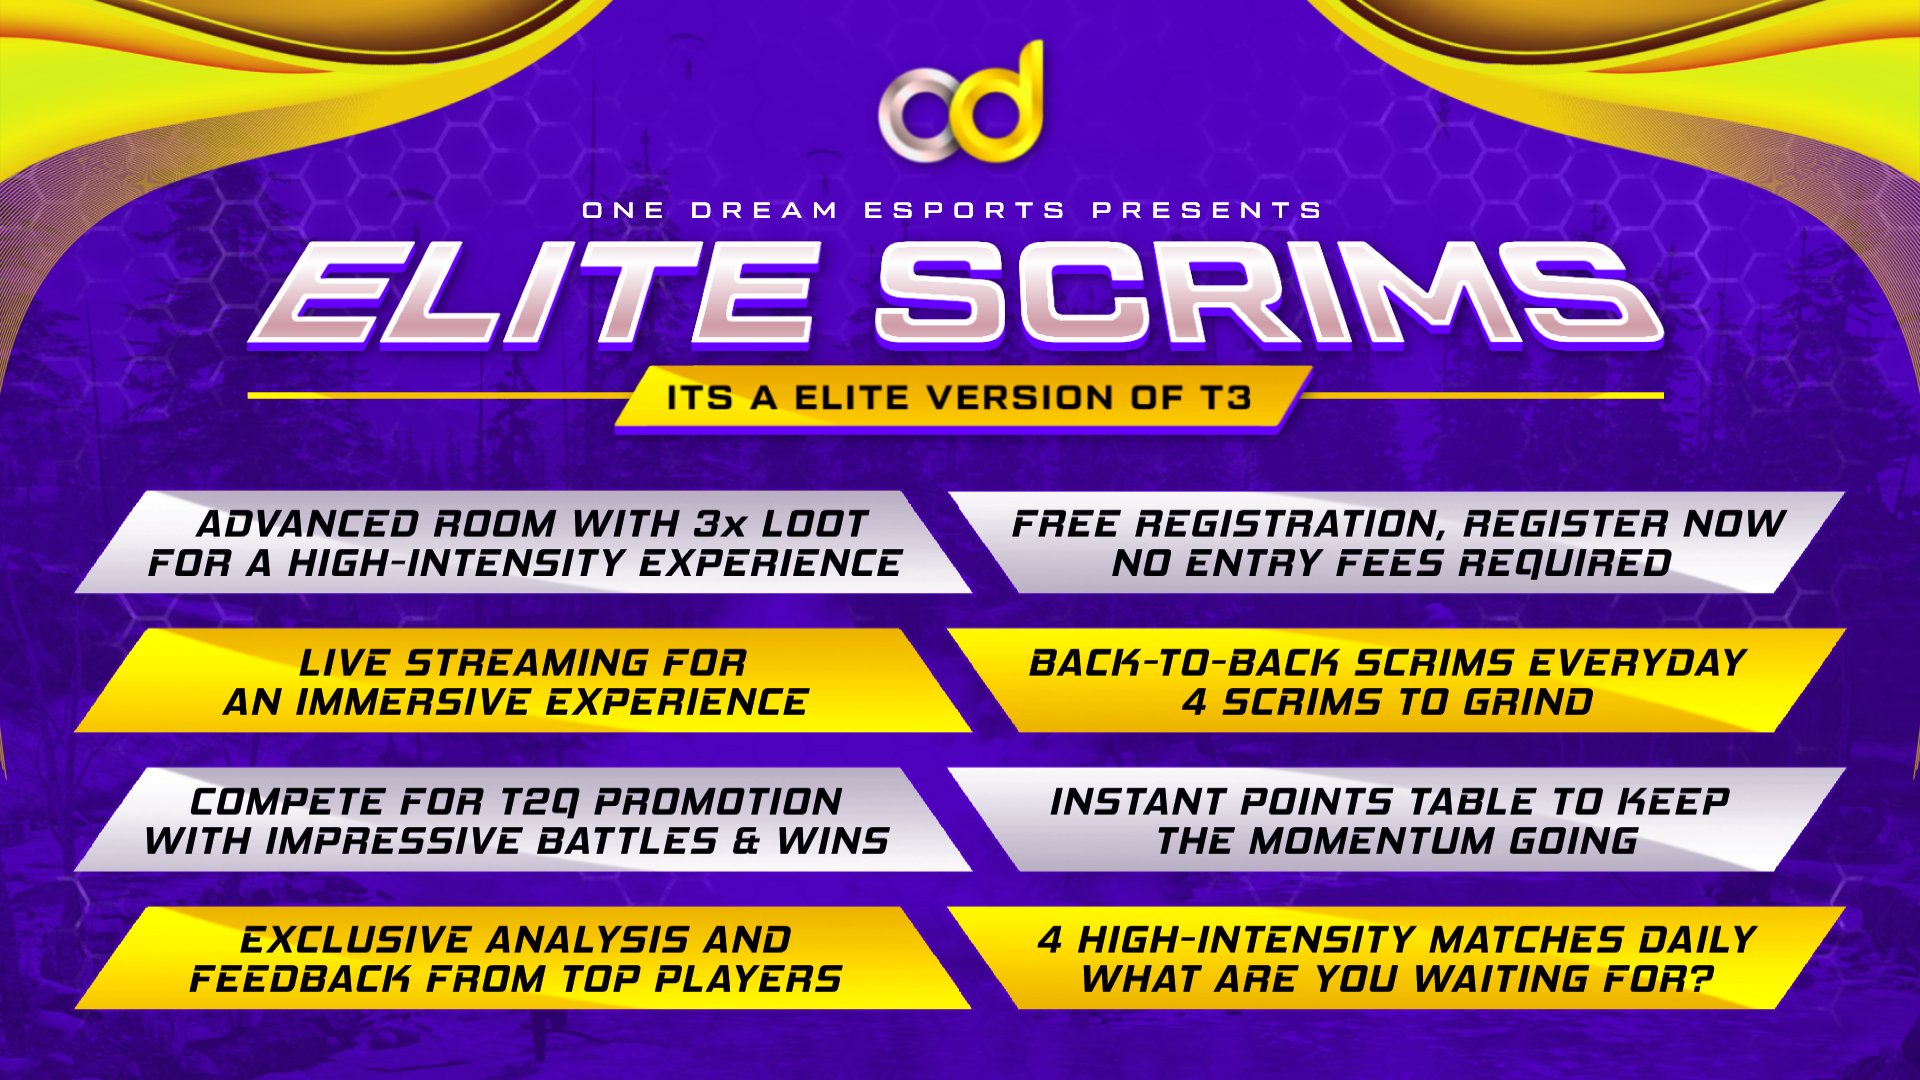 od
ONE DREAM ESPORTS PRESENTS
ELITE SCRIMS
ITS A ELITE VERSION OF T3
ADVANCED ROOM WITH 3x LOOT
FOR A HIGH-INTENSITY EXPERIENCE
FREE REGISTRATION, REGISTER NOW
NO ENTRY FEES REQUIRED
LIVE STREAMING FOR
AN IMMERSIVE EXPERIENCE
BACK-TO-BACK SCRIMS EVERYDAY
4 SCRIMS TO GRIND
COMPETE FOR T2Q PROMOTION
WITH IMPRESSIVE BATTLES & WINS
INSTANT POINTS TABLE TO KEEP
THE MOMENTUM GOING
EXCLUSIVE ANALYSIS AND
FEEDBACK FROM TOP PLAYERS
4 HIGH-INTENSITY MATCHES DAILY
WHAT ARE YOU WAITING FOR?